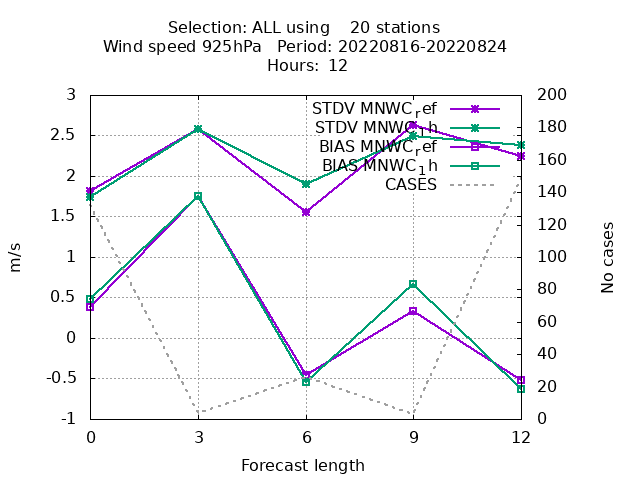 Selection: ALL using    20 stations
Wind speed 925hPa   Period: 20220816-20220824
Hours:  12
STDV MNWC_ref
STDV MNWC_1h
BIAS MNWC_ref
BIAS MNWC_1h
CASES
3
2.5
2
1.5
1
0.5
0
-0.5
-1
200
180
160
140
120
100
80
60
40
20
0
m/s
No cases
0 3 6 9 12
Forecast length